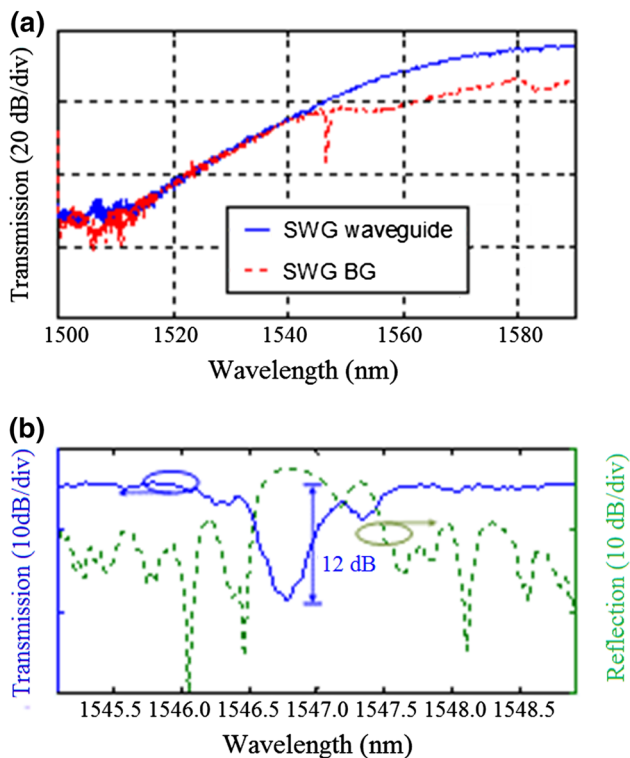 (a)
Transmission (20 dB/div)
SWG waveguide
SWG BG
1500 1520 1540 1560 1580
Wavelength (nm)
(b)
Transmission (10dB/div)
12 dB
Reflection (10 dB/div)
1545.5 1546.0 1546.5 1547.0 1547.5 1548.0 1548.5
Wavelength (nm)